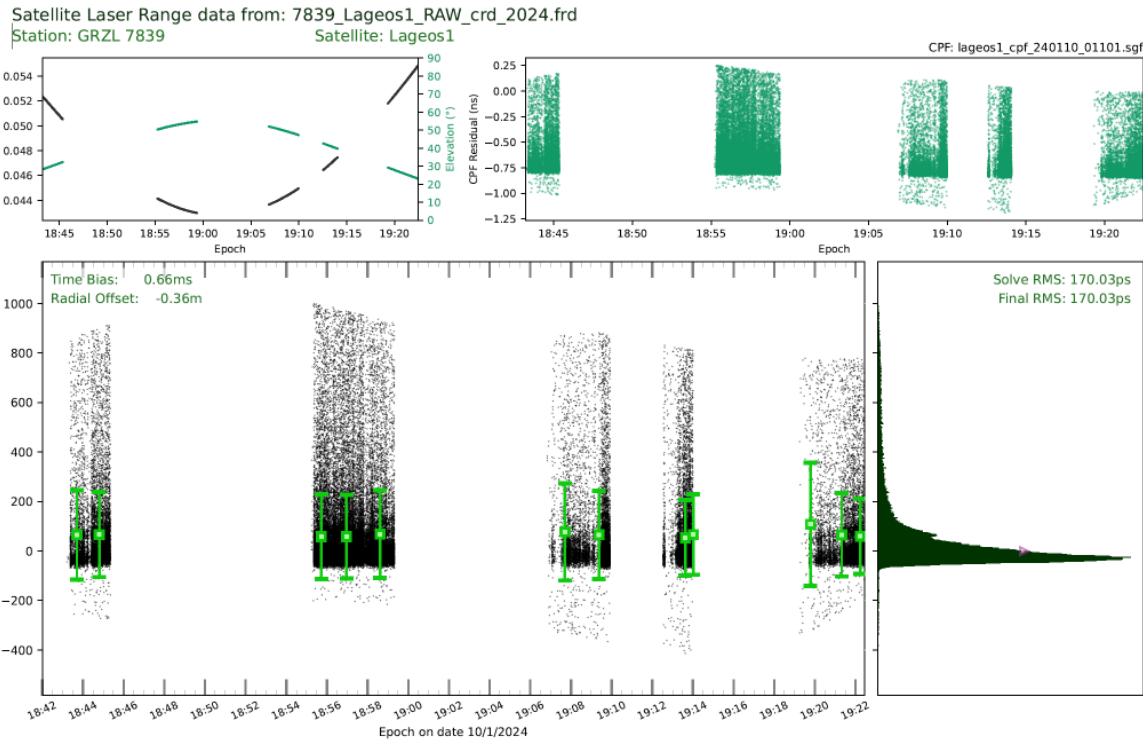 Satellite Laser Range data from: 7839_Lageos1_RAW_crd_2024.frd
Station: GRZL 7839 Satellite: Lageos1
CPF: lageos1_cpf_240110_01101.sgf
0.054
0.052
0.050
0.048
0.046
0.044
90
80
70
60
50
40
30
20
10
0
Elevation (°)
18:45 18:50 18:55 19:00 19:05 19:10 19:15 19:20
Epoch
CPF Residual (ns)
0.25
0.00
−0.25
−0.50
−0.75
−1.00
−1.25
18:45 18:50 18:55 19:00 19:05 19:10 19:15 19:20
Epoch
Time Bias: 0.66ms
Radial Offset: -0.36m
1000
800
600
400
200
0
−200
−400
18:42 18:44 18:46 18:48 18:50 18:52 18:54 18:56 18:58 19:00 19:02 19:04 19:06 19:08 19:10 19:12 19:14 19:16 19:18 19:20 19:22
Epoch on date 10/1/2024
Solve RMS: 170.03ps
Final RMS: 170.03ps